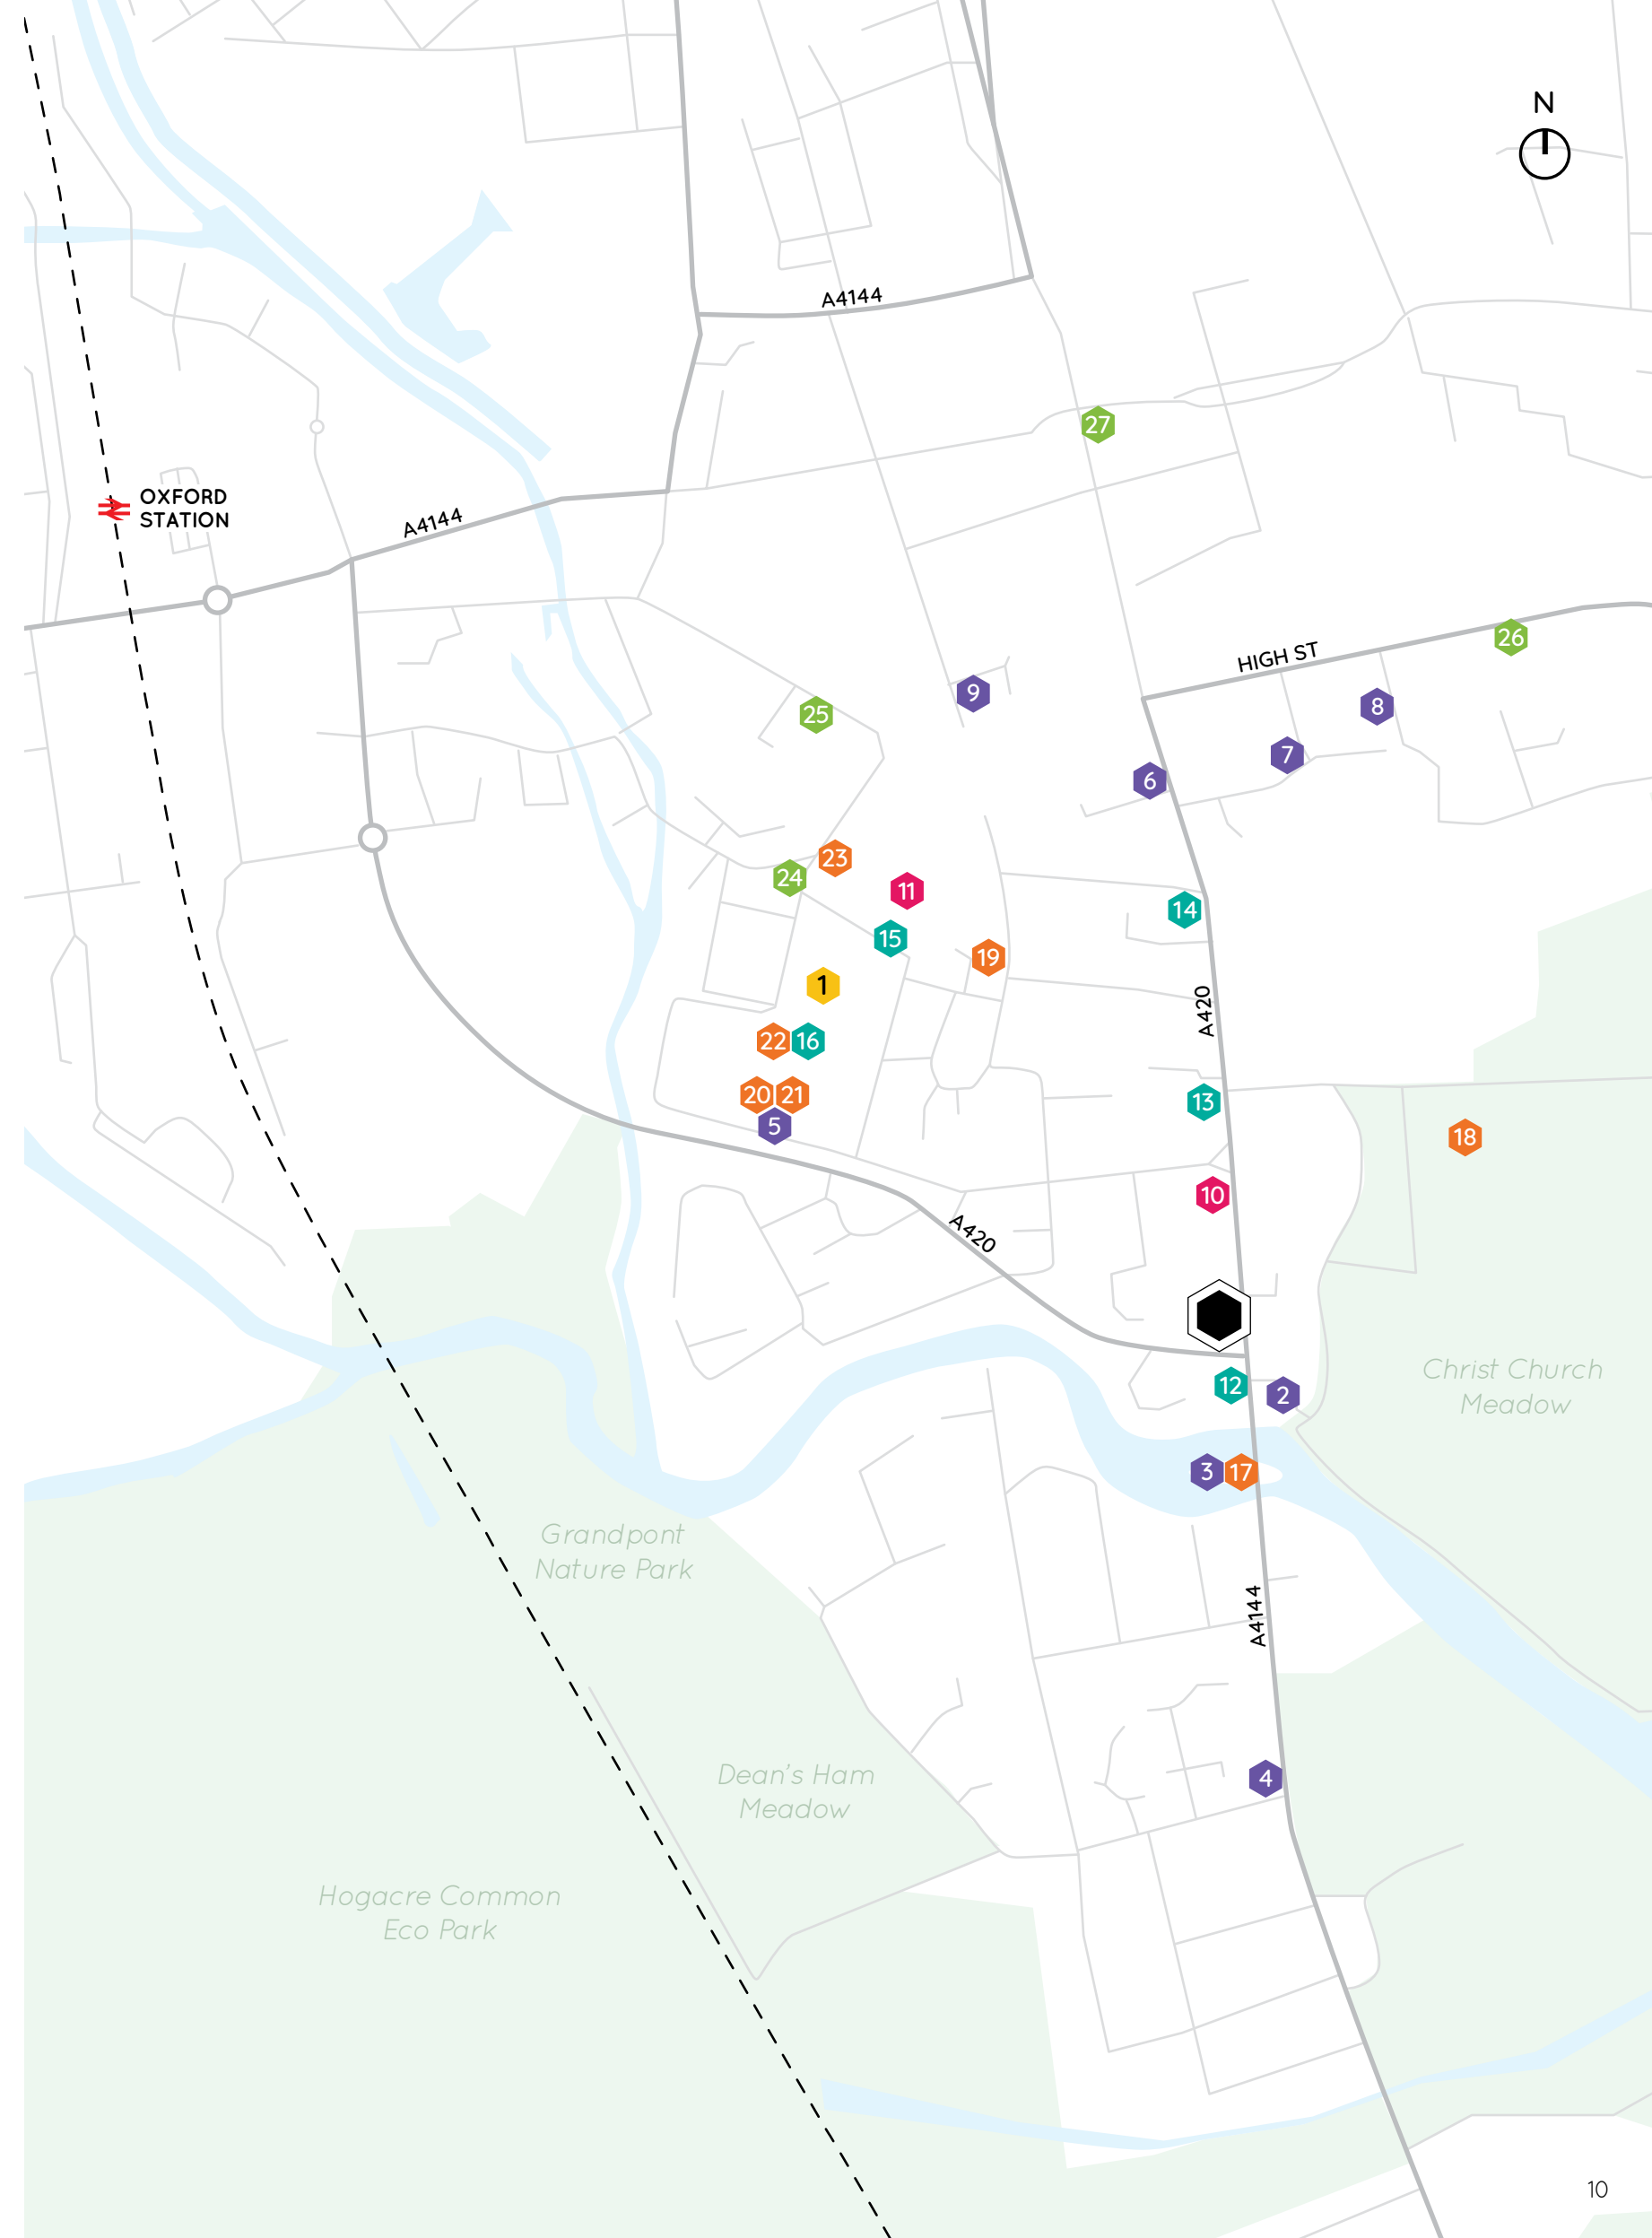 N
A4144
27
OXFORD
STATION
A4144
26
HIGH ST
9
8
25
7
6
23
24
11
14
15
19
1
A420
22 16
20 21
13
5
18
10
A420
Christ Church
Meadow
12
2
3 17
Grandpont
Nature Park
A4144
4
Dean's Ham
Meadow
Hogacre Common
Eco Park
10